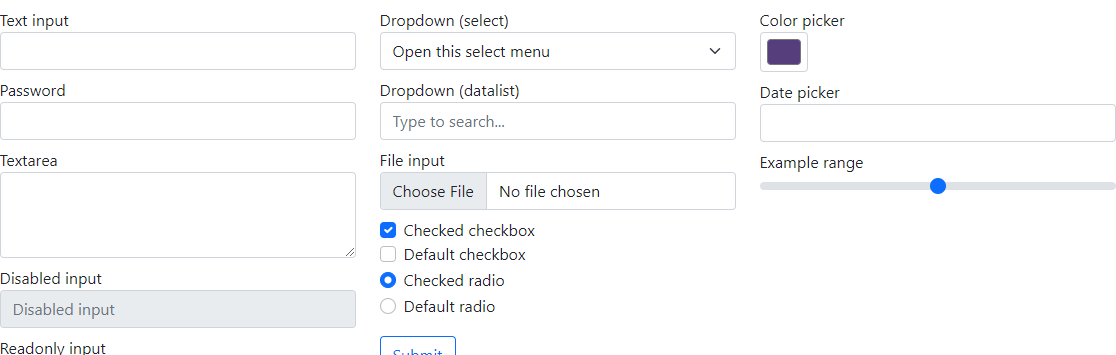 Text input
Password
Textarea
Disabled input
Disabled input
Readonly input
Dropdown (select)
Open this select menu
Dropdown (datalist)
Type to search...
File input
Choose File No file chosen
Checked checkbox
Default checkbox
Checked radio
Default radio
Submit
Color picker
Date picker
Example range